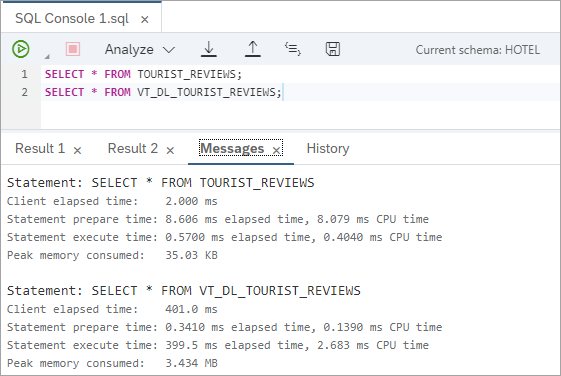 SQL Console 1.sql ×
Analyze Current schema: HOTEL
1 SELECT * FROM TOURIST_REVIEWS;
2 SELECT * FROM VT_DL_TOURIST_REVIEWS;
Result 1 × Result 2 × Messages × History
Statement: SELECT * FROM TOURIST_REVIEWS
Client elapsed time: 2.000 ms
Statement prepare time: 8.606 ms elapsed time, 8.079 ms CPU time
Statement execute time: 0.5700 ms elapsed time, 0.4040 ms CPU time
Peak memory consumed: 35.03 KB
Statement: SELECT * FROM VT_DL_TOURIST_REVIEWS
Client elapsed time: 401.0 ms
Statement prepare time: 0.3410 ms elapsed time, 0.1390 ms CPU time
Statement execute time: 399.5 ms elapsed time, 2.683 ms CPU time
Peak memory consumed: 3.434 MB